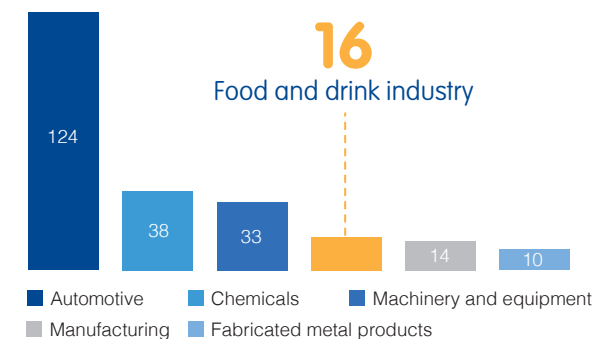 16
Food and drink industry
124
38
33
14
10
Automotive
Chemicals
Machinery and equipment
Manufacturing
Fabricated metal products